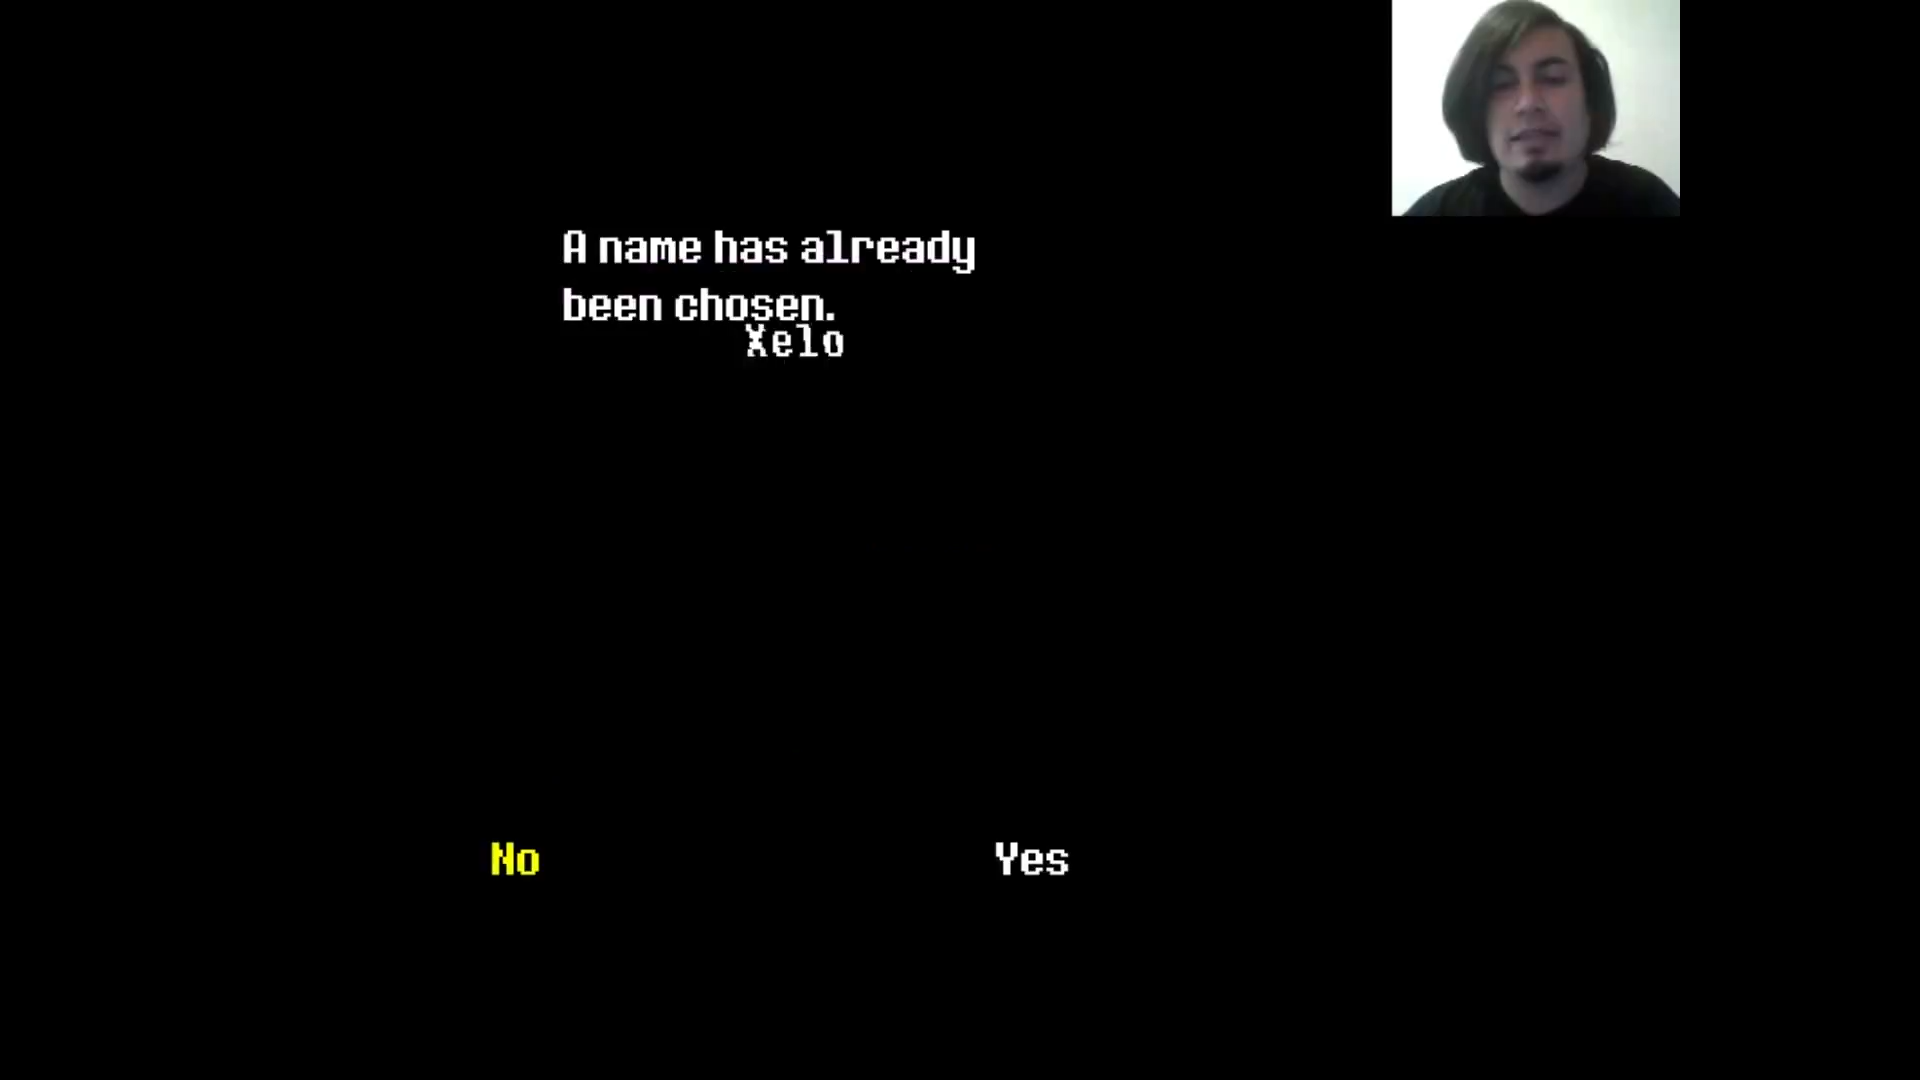 A name has already
been chosen.
Xelo
No
Yes